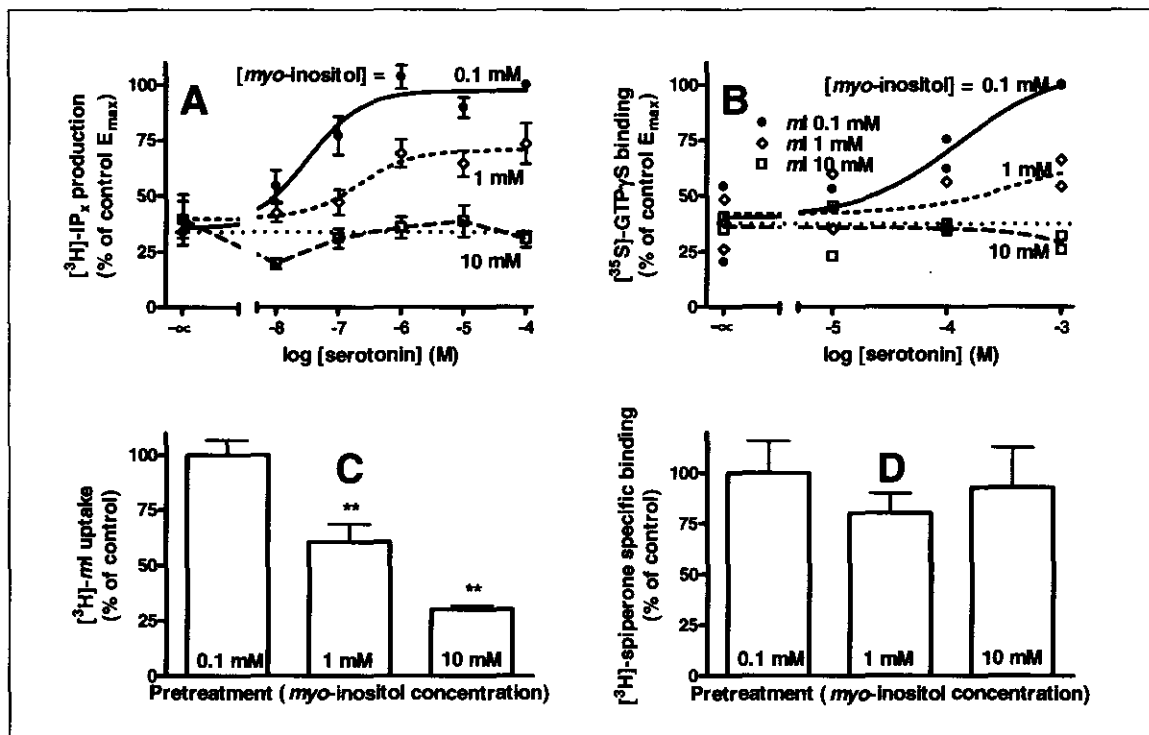 A
[myo-inositol] = 0.1 mM
1 mM
10 mM
[³H]-IPₓ production
(% of control Eₘₐₓ)
100
75
50
25
0
-∝ -8 -7 -6 -5 -4
log [serotonin] (M)
B
[myo-inositol] = 0.1 mM
mI 0.1 mM
mI 1 mM
mI 10 mM
1 mM
10 mM
[³⁵S]-GTPγS binding
(% of control Eₘₐₓ)
100
75
50
25
0
-∝ -5 -4 -3
log [serotonin] (M)
C
[³H]-mI uptake
(% of control)
100
75
50
25
0
**
**
0.1 mM 1 mM 10 mM
Pretreatment (myo-inositol concentration)
D
[³H]-spiperone specific binding
(% of control)
100
75
50
25
0
0.1 mM 1 mM 10 mM
Pretreatment (myo-inositol concentration)